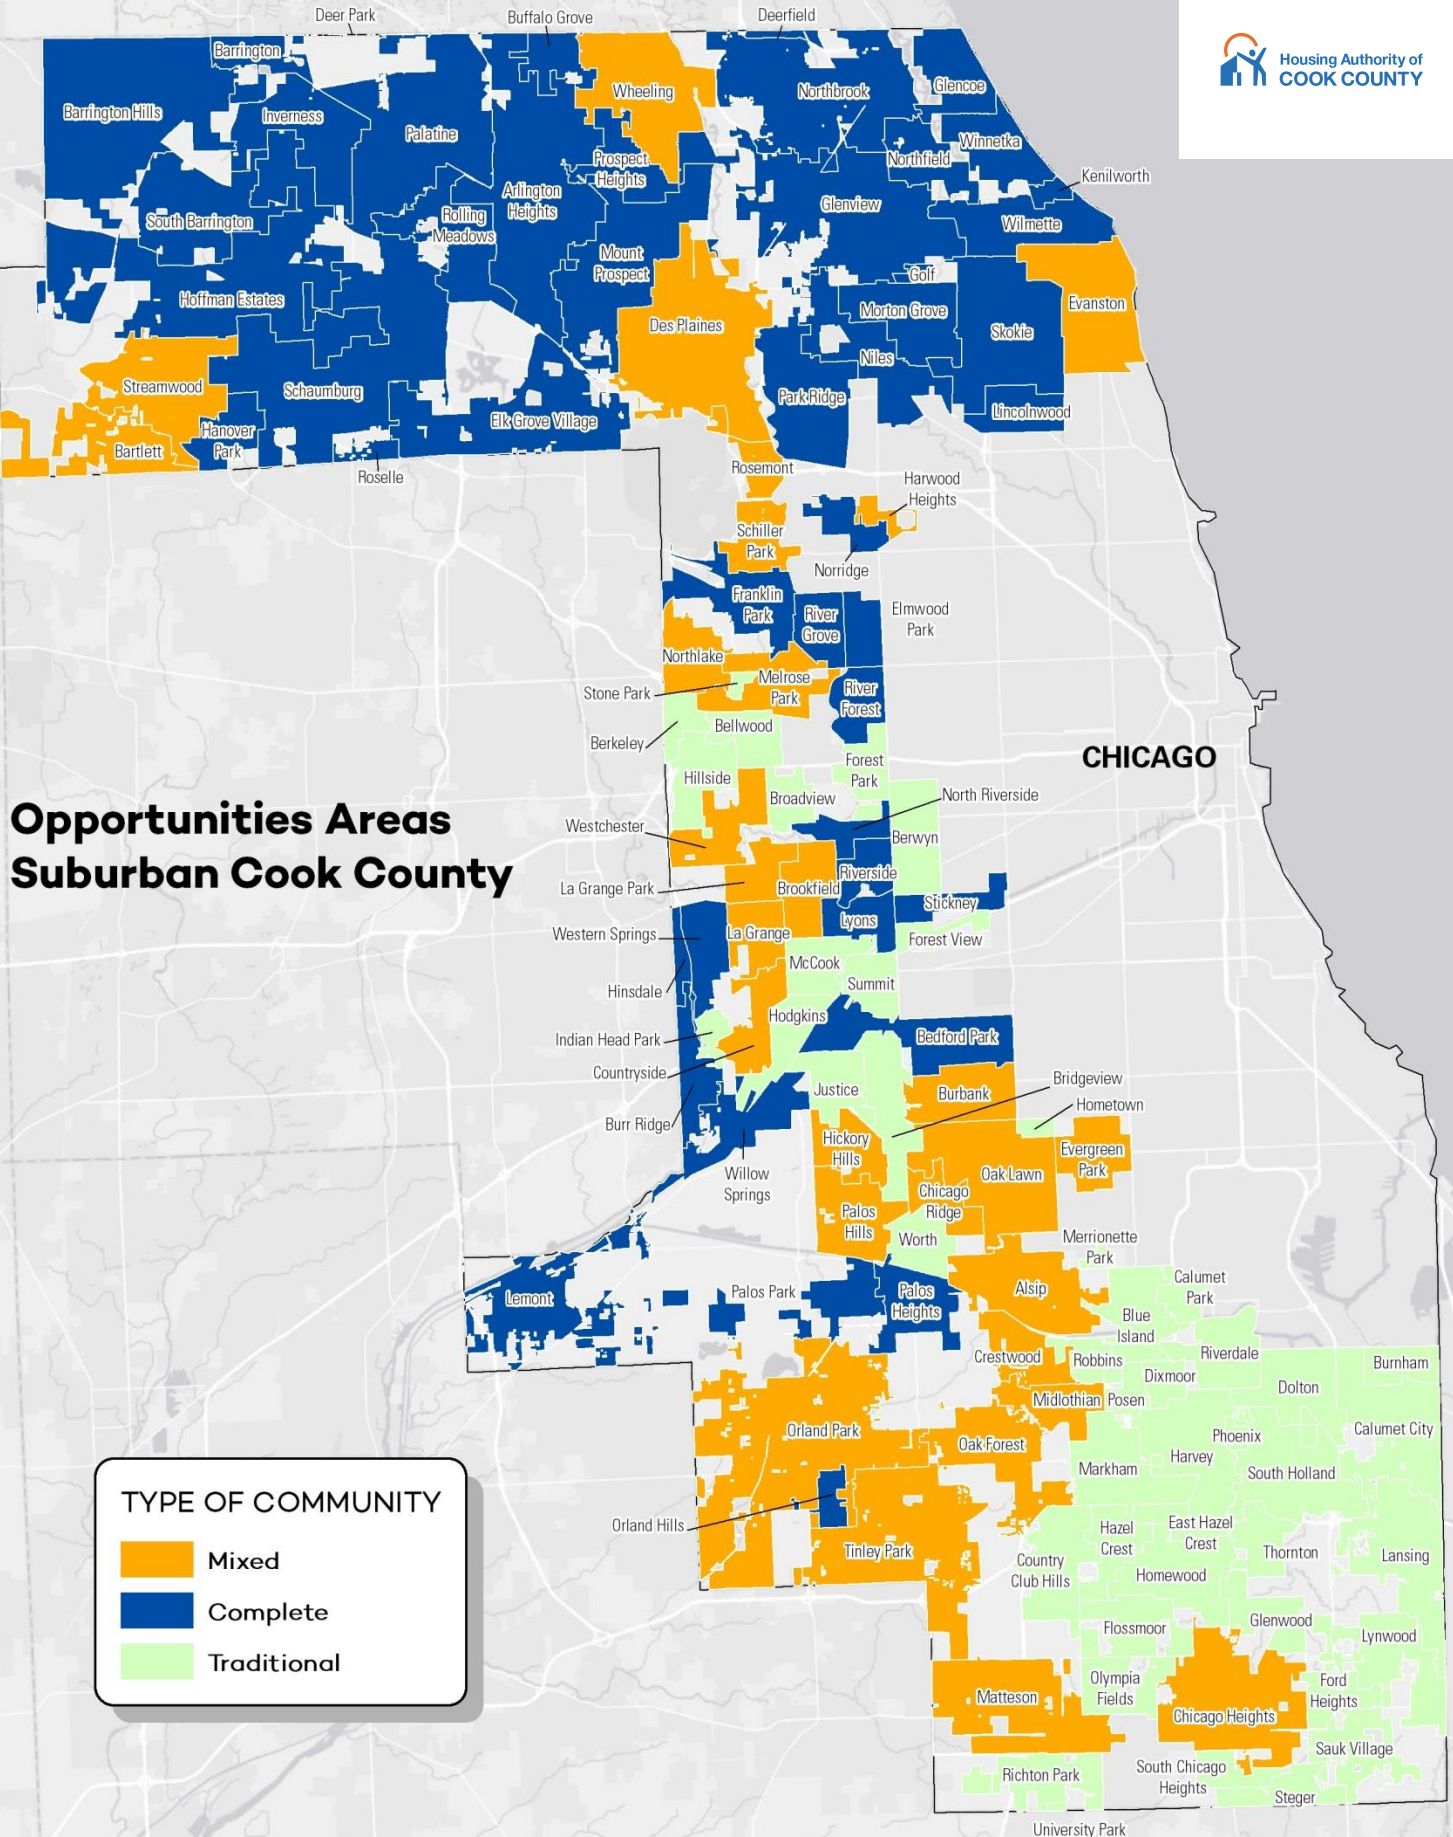 Deer Park
Buffalo Grove
Deerfield
Housing Authority of
COOK COUNTY
Barrington
Wheeling
Northbrook
Glencoe
Barrington Hills
Inverness
Palatine
Winnetka
Prospect
Heights
Northfield
Kenilworth
Arlington
Heights
Glenview
South Barrington
Rolling
Meadows
Wilmette
Mount
Prospect
Golf
Hoffman Estates
Evanston
Morton Grove
Des Plaines
Skokie
Niles
Streamwood
Schaumburg
Park Ridge
Lincolnwood
Elk Grove Village
Hanover
Park
Bartlett
Rosemont
Roselle
Harwood
Heights
Schiller
Park
Norridge
Franklin
Park
River
Grove
Elmwood
Park
Northlake
Melrose
Park
Stone Park
River
Forest
Bellwood
Berkeley
CHICAGO
Forest
Park
Hillside
Broadview
North Riverside
Opportunities Areas
Suburban Cook County
Westchester
Berwyn
Riverside
La Grange Park
Brookfield
Stickney
Lyons
Western Springs
La Grange
Forest View
McCook
Summit
Hinsdale
Hodgkins
Indian Head Park
Bedford Park
Countryside
Bridgeview
Justice
Burbank
Hometown
Burr Ridge
Hickory
Hills
Evergreen
Park
Oak Lawn
Willow
Springs
Chicago
Ridge
Palos
Hills
Worth
Merrionette
Park
Calumet
Park
Palos Park
Palos
Heights
Alsip
Lemont
Blue
Island
Crestwood
Robbins
Riverdale
Burnham
Dixmoor
Dolton
Midlothian
Posen
Orland Park
Calumet City
Phoenix
Oak Forest
Harvey
Markham
South Holland
TYPE OF COMMUNITY
Orland Hills
Hazel
Crest
East Hazel
Crest
Tinley Park
Thornton
Lansing
Mixed
Country
Club Hills
Homewood
Complete
Flossmoor
Glenwood
Lynwood
Traditional
Olympia
Fields
Ford
Heights
Matteson
Chicago Heights
Sauk Village
Richton Park
South Chicago
Heights
Steger
University Park